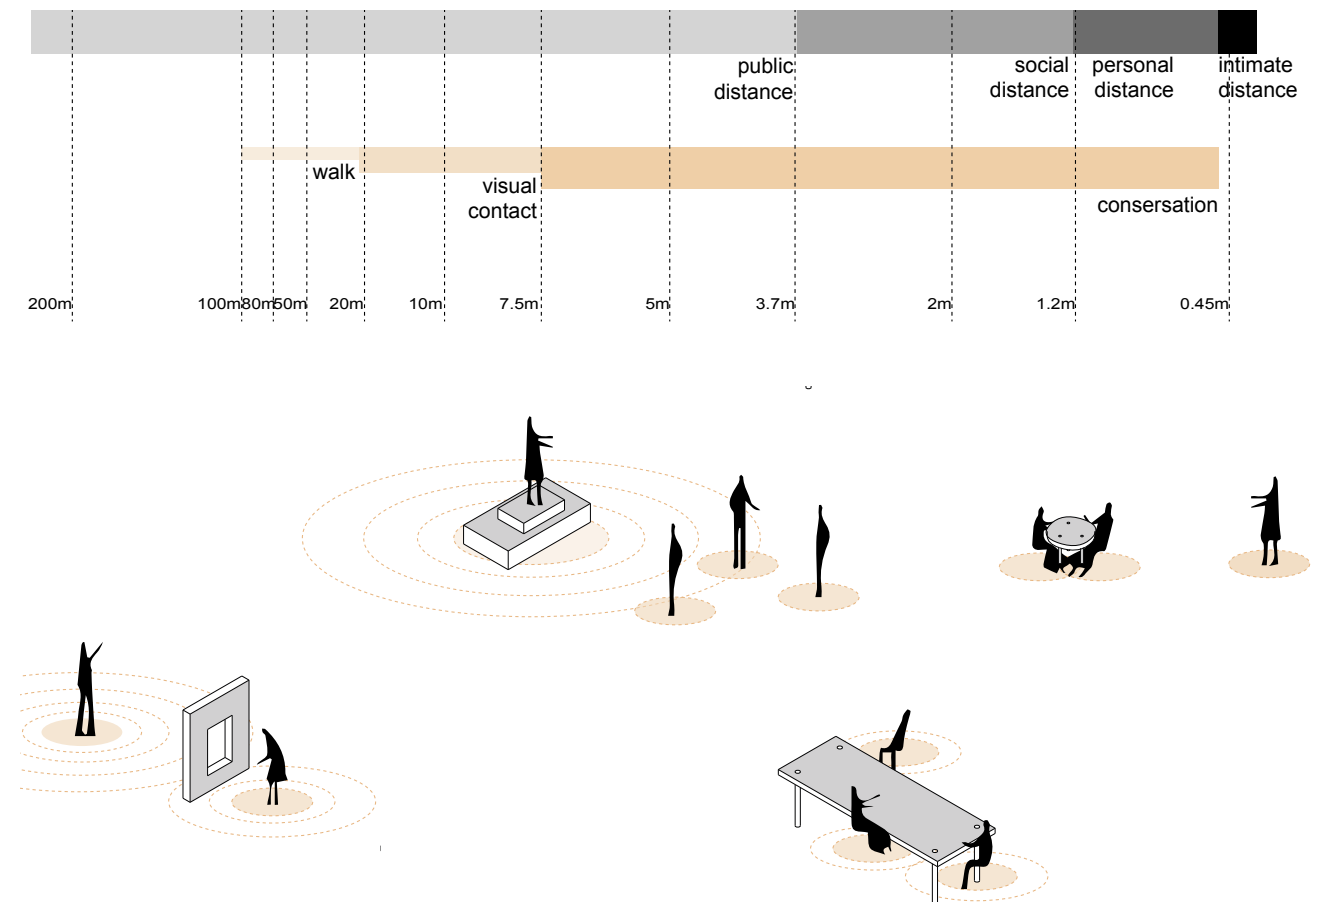 public
distance
social
distance
personal
distance
intimate
distance
walk
visual
contact
consersation
200m
100m
80m
50m
20m
10m
7.5m
5m
3.7m
2m
1.2m
0.45m